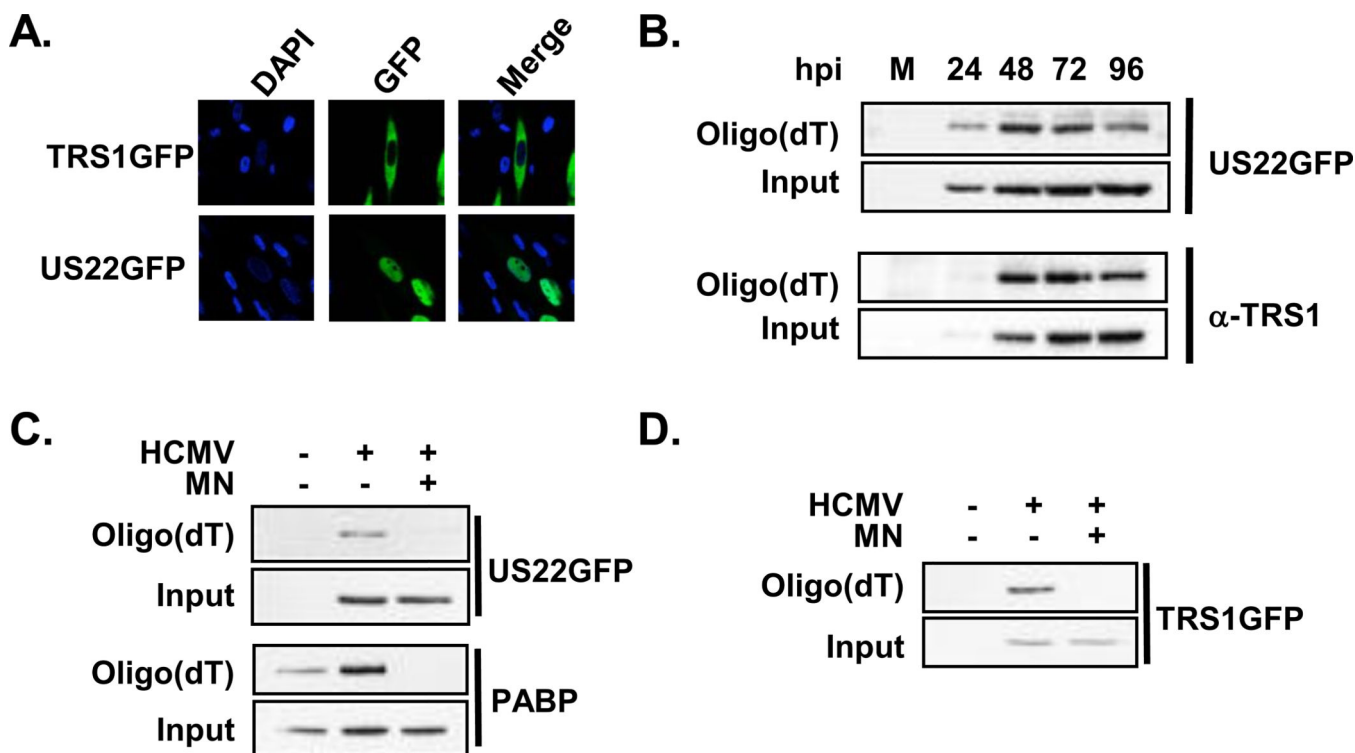 A.
DAPI GFP Merge
TRS1GFP
US22GFP
B.
hpi M 24 48 72 96
Oligo(dT)
Input
US22GFP
Oligo(dT)
Input
α-TRS1
C.
HCMV - + +
MN - - +
Oligo(dT)
Input
US22GFP
Oligo(dT)
Input
PABP
D.
HCMV - + +
MN - - +
Oligo(dT)
Input
TRS1GFP